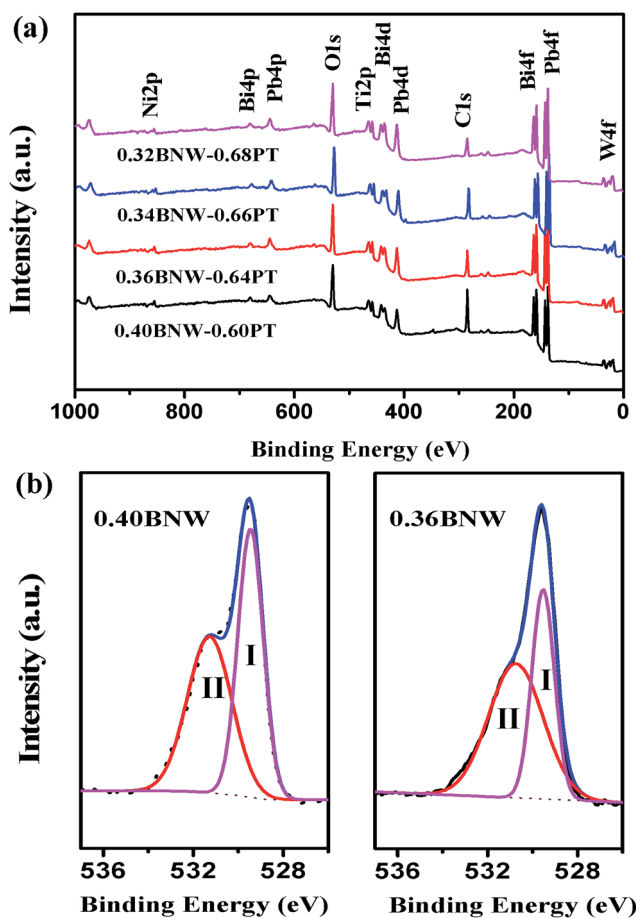 (a)
Intensity (a.u.)
Ni2p
Bi4p
Pb4p
O1s
Ti2p
Bi4d
Pb4d
C1s
Bi4f
Pb4f
W4f
0.32BNW-0.68PT
0.34BNW-0.66PT
0.36BNW-0.64PT
0.40BNW-0.60PT
1000 800 600 400 200 0
Binding Energy (eV)
(b)
Intensity (a.u.)
0.40BNW
I
II
536 532 528
Binding Energy (eV)
0.36BNW
I
II
536 532 528
Binding Energy (eV)